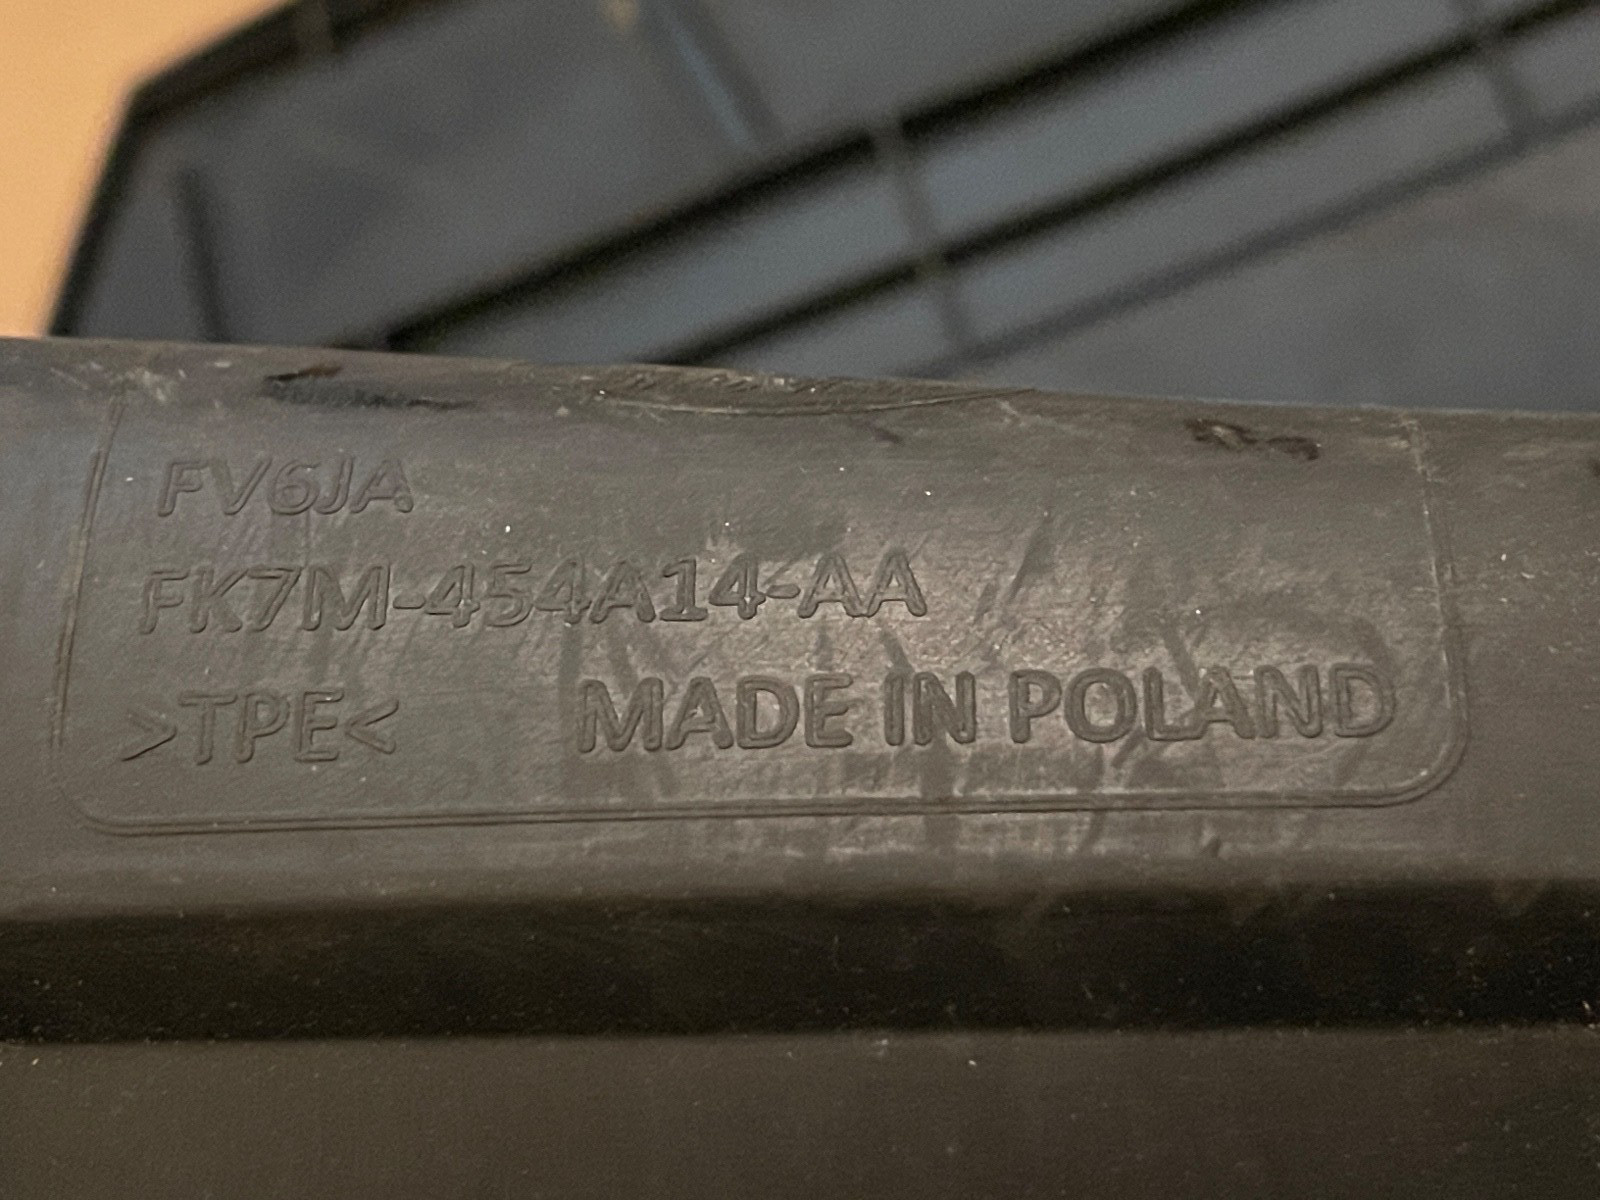 FV6JA
FK7M-454A14-AA
>TPE< MADE IN POLAND